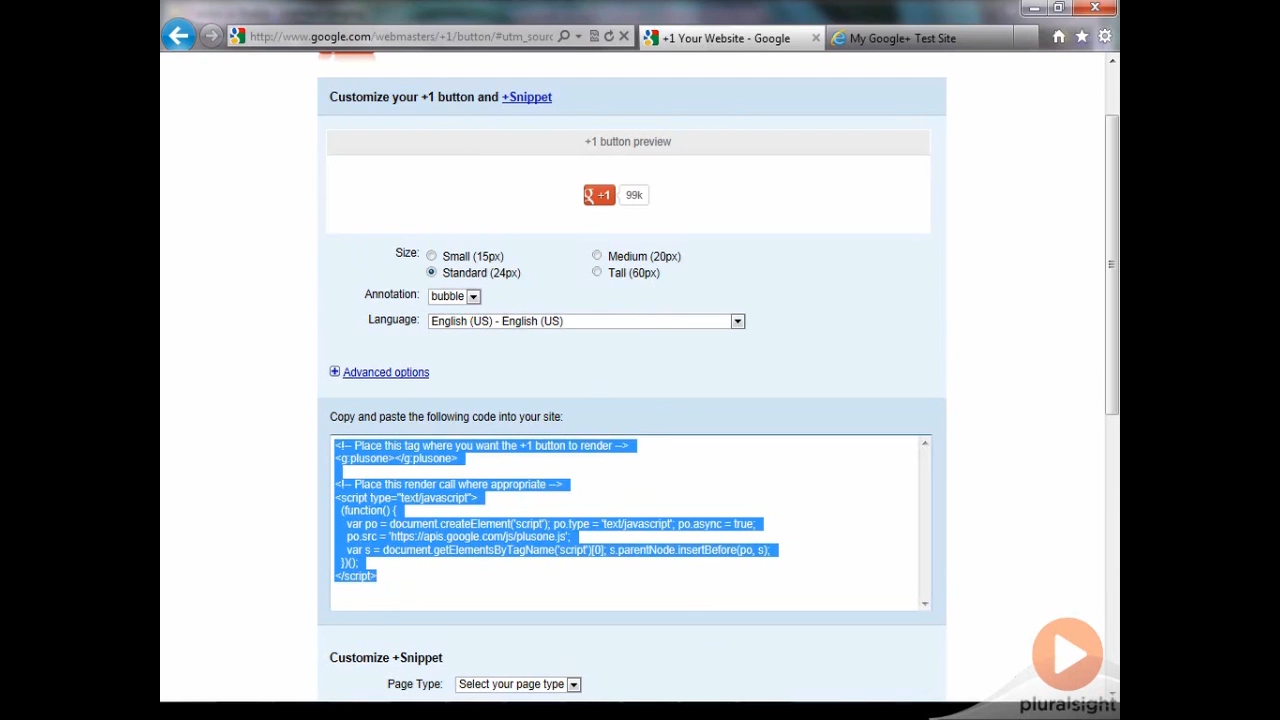 http://www.google.com/webmasters/+1/button/#utm_sourc
+1 Your Website - Google
My Google+ Test Site
Customize your +1 button and +Snippet
+1 button preview
g +1 99k
Size: Small (15px) Medium (20px)
Standard (24px) Tall (60px)
Annotation: bubble
Language: English (US) - English (US)
Advanced options
Copy and paste the following code into your site:
<!-- Place this tag where you want the +1 button to render -->
<g:plusone></g:plusone>
<!-- Place this render call where appropriate -->
<script type="text/javascript">
(function() {
var po = document.createElement('script'); po.type = 'text/javascript'; po.async = true;
po.src = 'https://apis.google.com/js/plusone.js';
var s = document.getElementsByTagName('script')[0]; s.parentNode.insertBefore(po, s);
})();
</script>
Customize +Snippet
Page Type: Select your page type
pluralsight